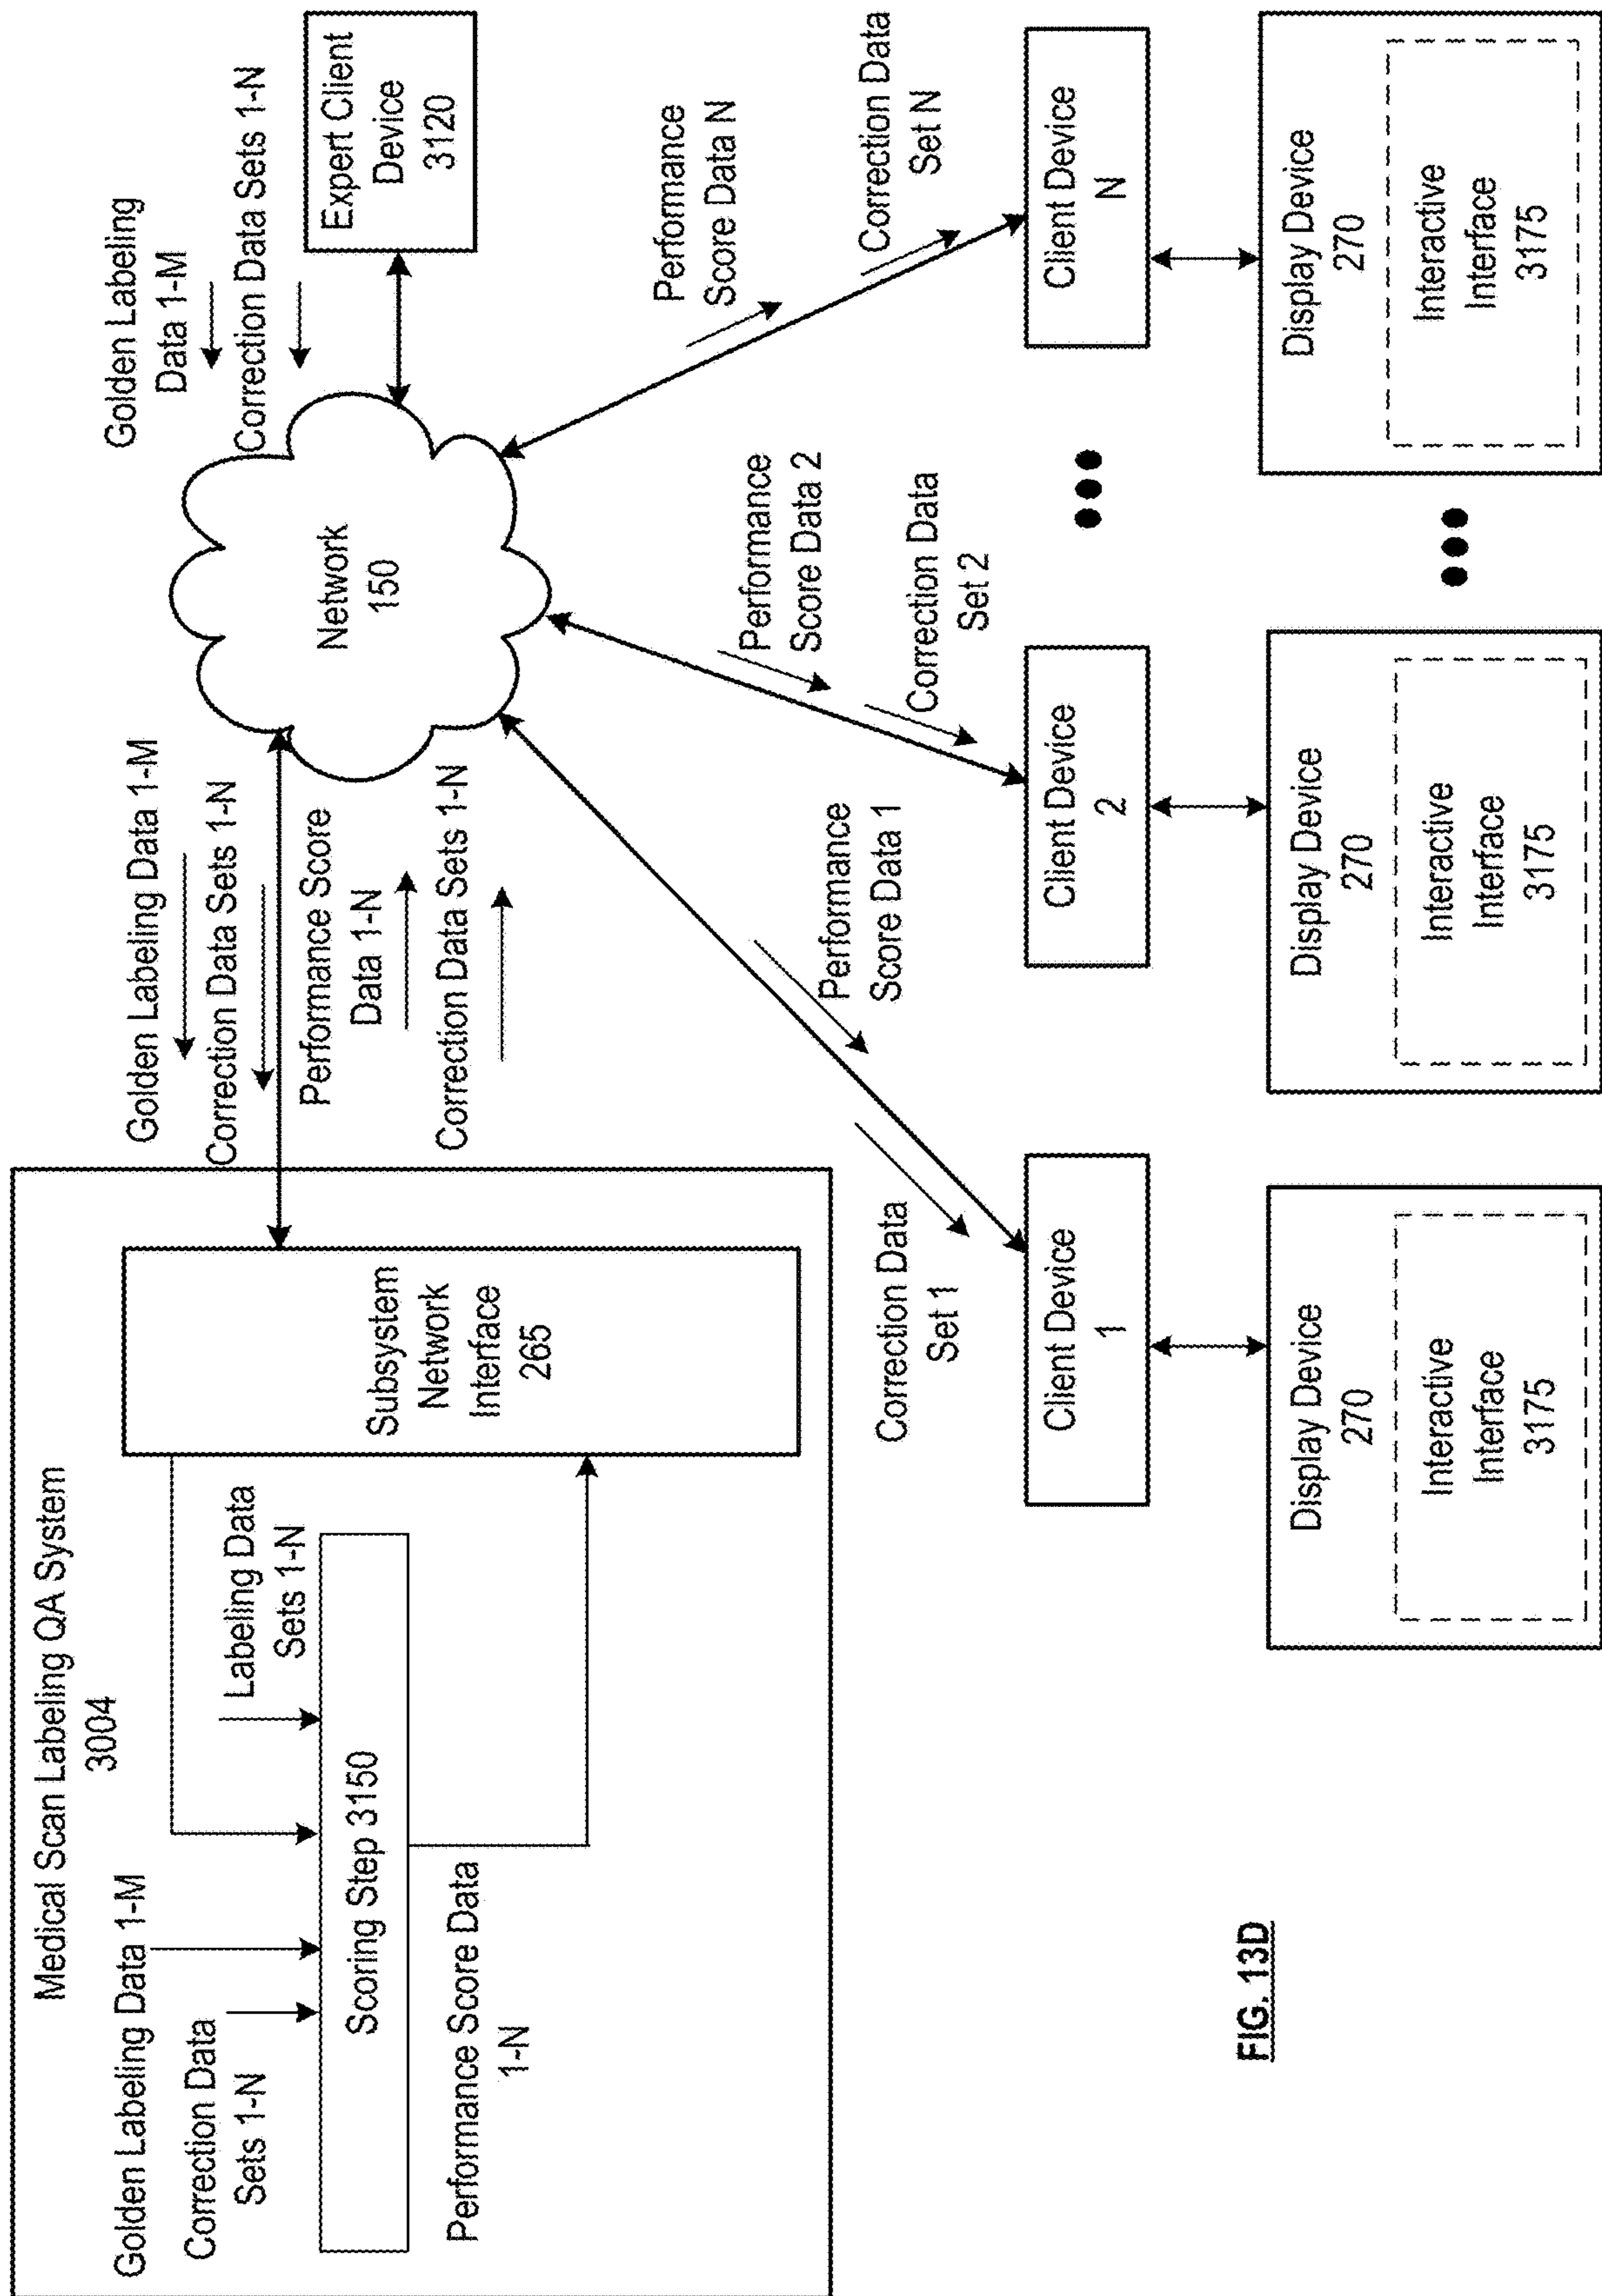 Medical Scan Labeling QA System
3004
Golden Labeling Data 1-M
Correction Data
Sets 1-N
Labeling Data
Sets 1-N
Scoring Step 3150
Performance Score Data
1-N
Subsystem
Network
Interface
265
Golden Labeling Data 1-M
Correction Data Sets 1-N
Performance Score
Data 1-N
Correction Data Sets 1-N
Network
150
Golden Labeling
Data 1-M
Correction Data Sets 1-N
Expert Client
Device
3120
Performance
Score Data 1
Correction Data
Set 1
Performance
Score Data 2
Correction Data
Set 2
Performance
Score Data N
Correction Data
Set N
Client Device
1
Client Device
2
Client Device
N
Display Device
270
Interactive
Interface
3175
Display Device
270
Interactive
Interface
3175
Display Device
270
Interactive
Interface
3175
FIG. 13D